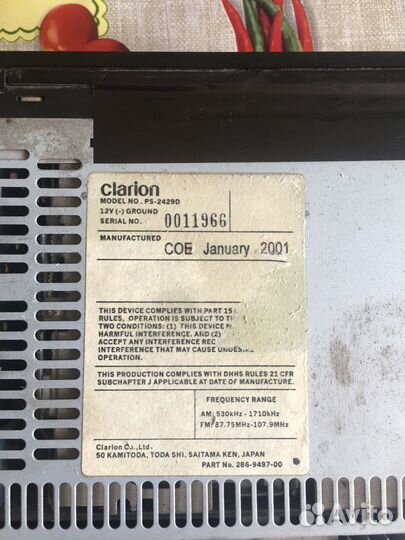 clarion
MODEL NO. PS-2429D
12V (-) GROUND
SERIAL NO. 0011966
MANUFACTURED COE January 2001
THIS DEVICE COMPLIES WITH PART 15
RULES. OPERATION IS SUBJECT TO
TWO CONDITIONS: (1) THIS DEVICE
HARMFUL INTERFERENCE, AND (2)
ACCEPT ANY INTERFERENCE REC
INTERFERENCE THAT MAY CAUSE
OPERATION.
THIS PRODUCTION COMPLIES WITH DHHS RULES 21 CFR
SUBCHAPTER J APPLICABLE AT DATE OF MANUFACTURE.
FREQUENCY RANGE
AM: 530kHz - 1710kHz
FM: 87.75MHz-107.9MHz
Clarion Co.,Ltd.
50 KAMITODA, TODA SHI, SAITAMA KEN, JAPAN
PART No. 286-9497-00
Avito